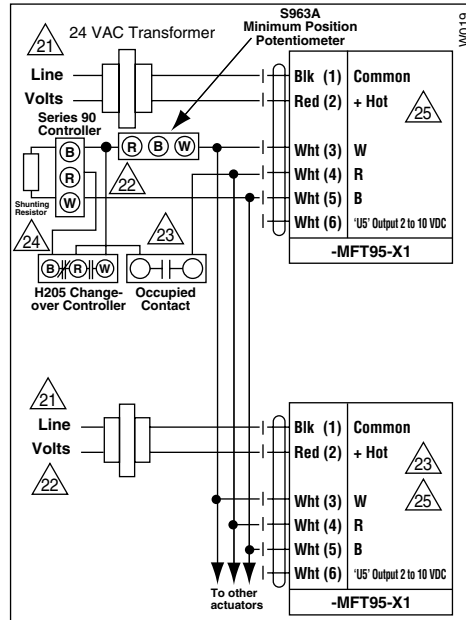 21
24 VAC Transformer
S963A
Minimum Position
Potentiometer
W019
Line
Volts
Blk (1) Common
Red (2) + Hot
25
Series 90
Controller
B
R
W
R B W
22
Wht (3) W
Wht (4) R
Wht (5) B
Wht (6) 'U5' Output 2 to 10 VDC
-MFT95-X1
Shunting
Resistor
24
23
B R W
H205 Change-
over Controller
Occupied
Contact
21
Line
Volts
22
Blk (1) Common
Red (2) + Hot
23
25
Wht (3) W
Wht (4) R
Wht (5) B
Wht (6) 'U5' Output 2 to 10 VDC
-MFT95-X1
To other
actuators